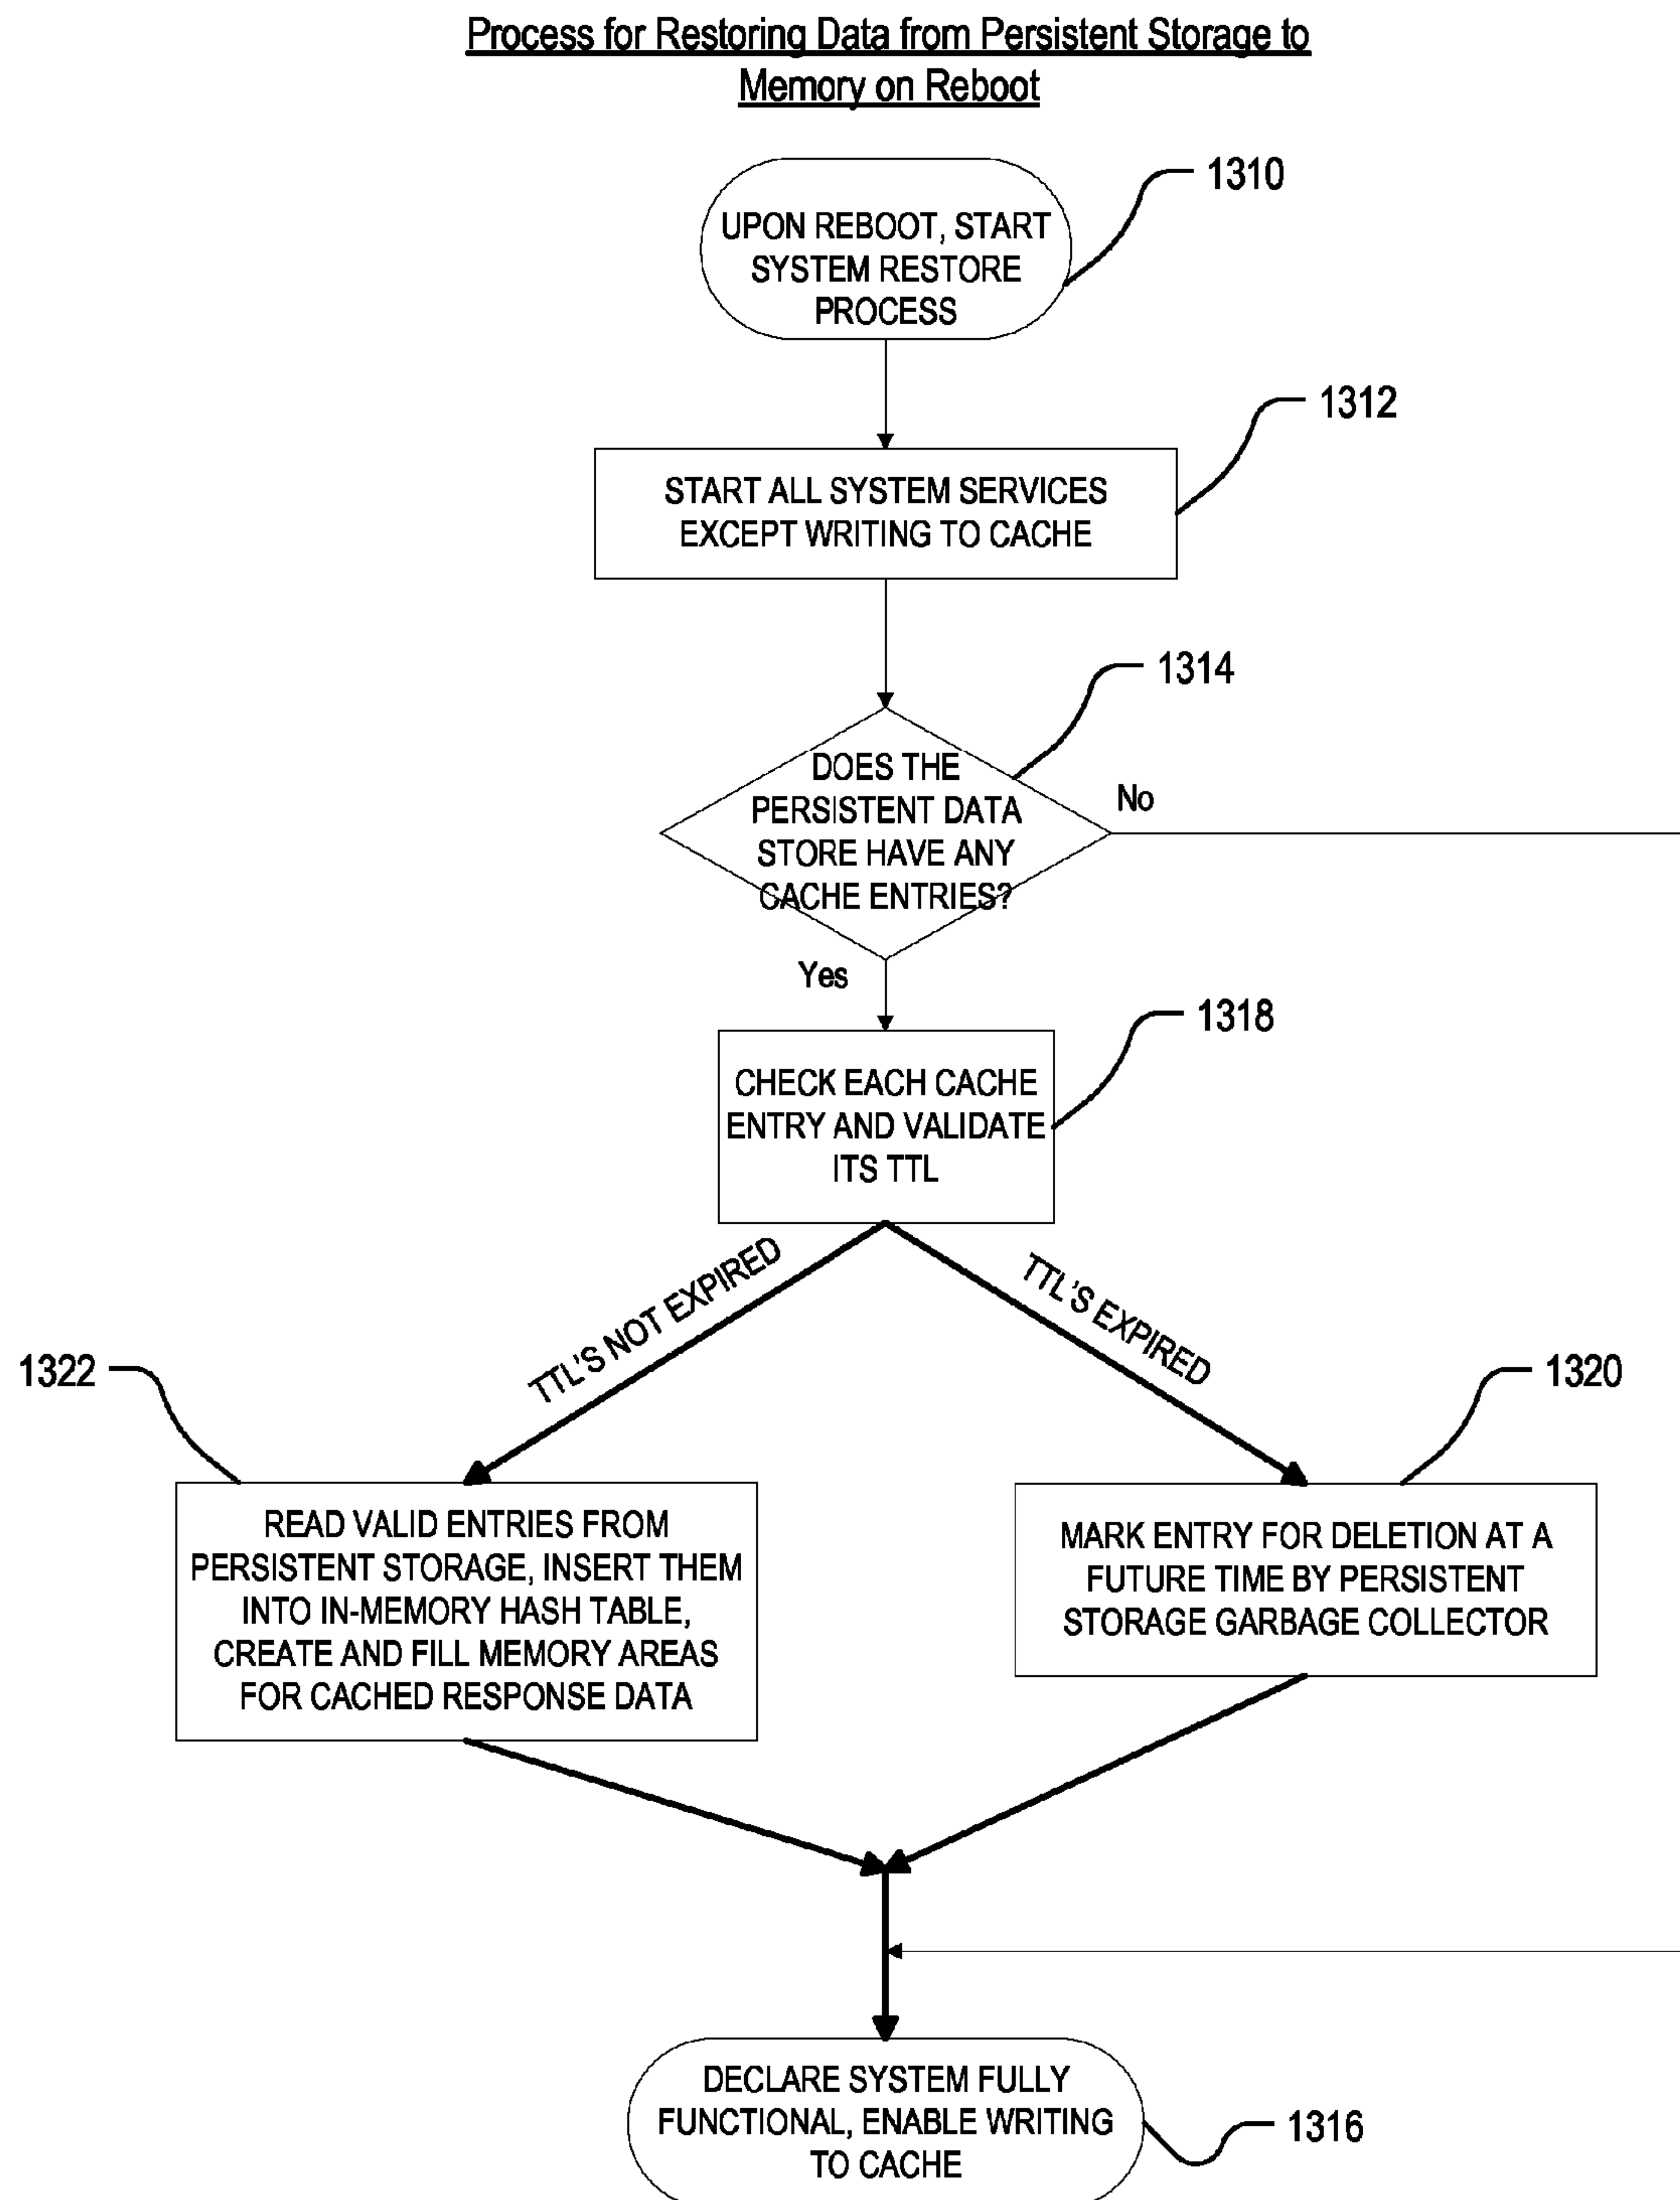 Process for Restoring Data from Persistent Storage to
Memory on Reboot
1310
UPON REBOOT, START
SYSTEM RESTORE
PROCESS
1312
START ALL SYSTEM SERVICES
EXCEPT WRITING TO CACHE
1314
DOES THE
PERSISTENT DATA
STORE HAVE ANY
CACHE ENTRIES?
No
Yes
1318
CHECK EACH CACHE
ENTRY AND VALIDATE
ITS TTL
TTL'S NOT EXPIRED
TTL'S EXPIRED
1322
1320
READ VALID ENTRIES FROM
PERSISTENT STORAGE, INSERT THEM
INTO IN-MEMORY HASH TABLE,
CREATE AND FILL MEMORY AREAS
FOR CACHED RESPONSE DATA
MARK ENTRY FOR DELETION AT A
FUTURE TIME BY PERSISTENT
STORAGE GARBAGE COLLECTOR
DECLARE SYSTEM FULLY
FUNCTIONAL, ENABLE WRITING
TO CACHE
1316